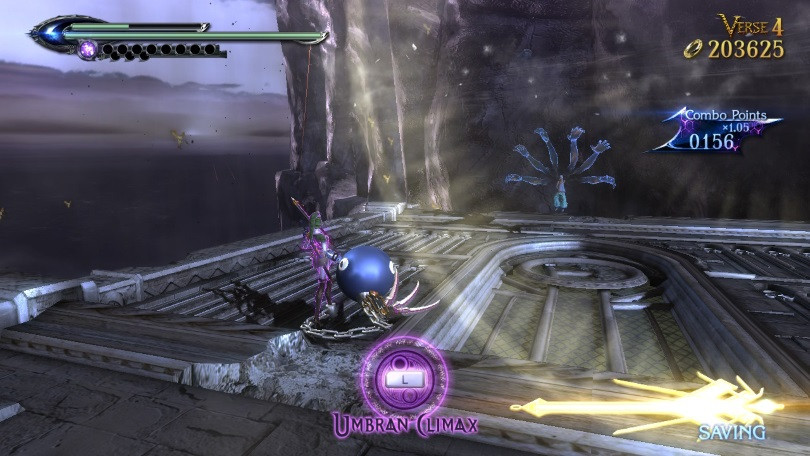 VERSE 4
203625
Combo Points
×1.05
0156
L
UMBRAN CLIMAX
SAVING